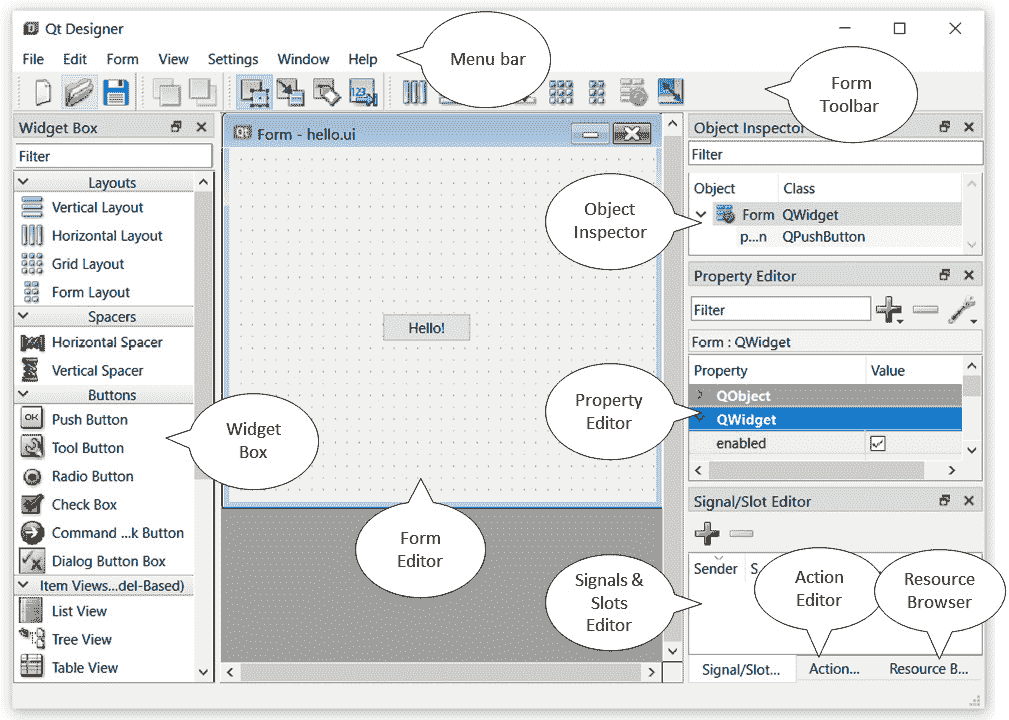 Qt Designer
File Edit Form View Settings Window Help
Menu bar
Form
Toolbar
Widget Box
Filter
Layouts
Vertical Layout
Horizontal Layout
Grid Layout
Form Layout
Spacers
Horizontal Spacer
Vertical Spacer
Buttons
OK Push Button
Tool Button
Radio Button
Check Box
Command ...k Button
Dialog Button Box
Item Views...del-Based)
List View
Tree View
Table View
Widget
Box
Form - hello.ui
Hello!
Form
Editor
Object Inspector
Filter
Object Class
Form QWidget
p...n QPushButton
Object
Inspector
Property Editor
Filter
Form : QWidget
Property Value
QObject
QWidget
enabled
Property
Editor
Signal/Slot Editor
Sender S
Signals &
Slots
Editor
Action
Editor
Resource
Browser
Signal/Slot... Action... Resource B...